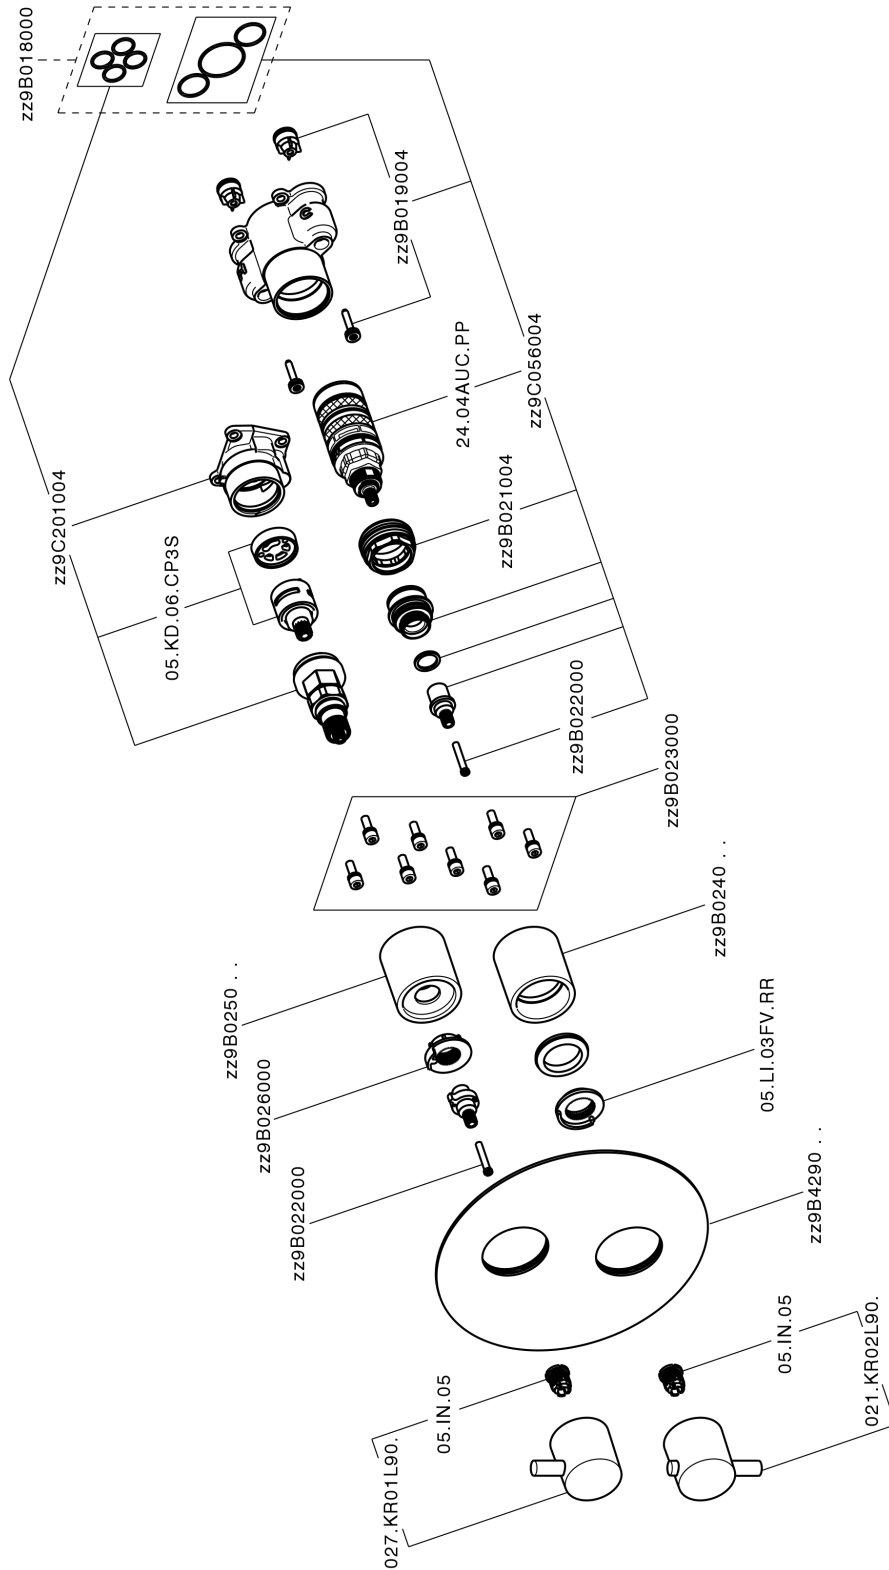 zz9B018000
zz9B019004
24.04AUC.PP
zz9C056004
zz9C201004
05.KD.06.CP3S
zz9B021004
zz9B022000
zz9B023000
zz9B0240 . .
zz9B0250 . .
zz9B026000
05.LI.03FV.RR
zz9B022000
zz9B4290 . .
05.IN.05
021.KR02L90.
05.IN.05
027.KR01L90.